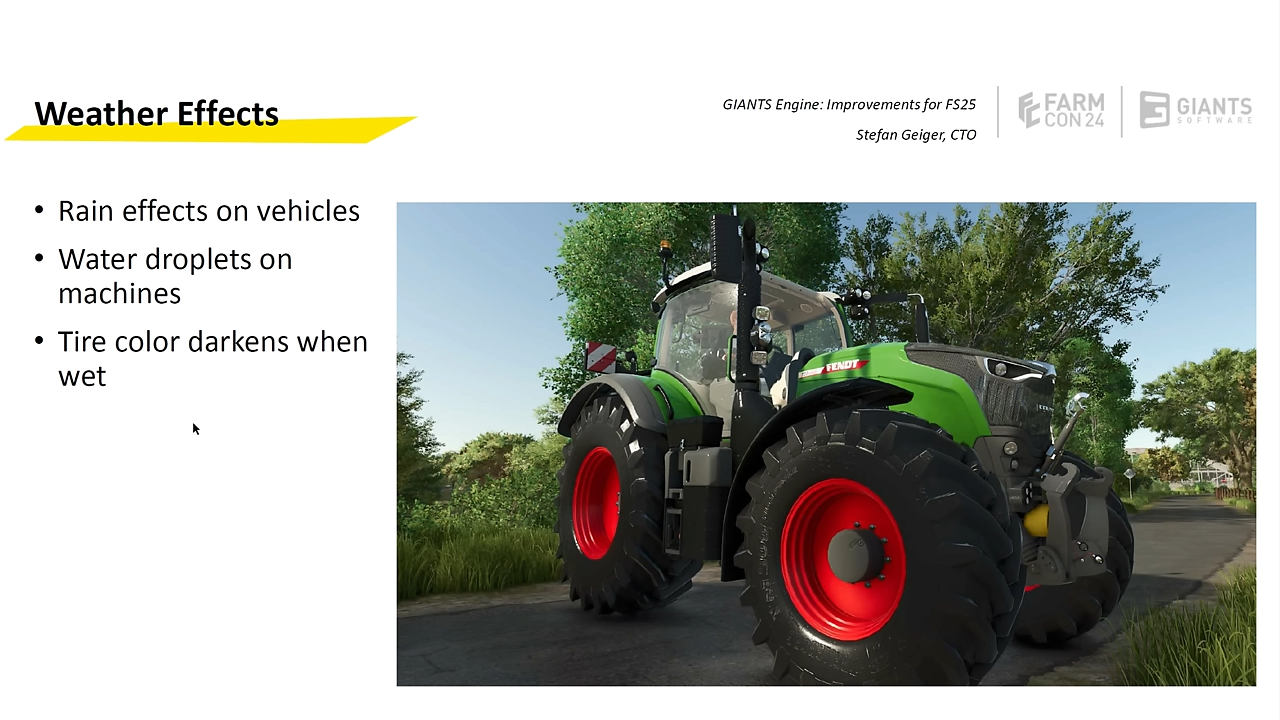 Weather Effects
GIANTS Engine: Improvements for FS25
Stefan Geiger, CTO
FARM
CON 24
GIANTS
SOFTWARE
• Rain effects on vehicles
• Water droplets on
machines
• Tire color darkens when
wet
FENDT